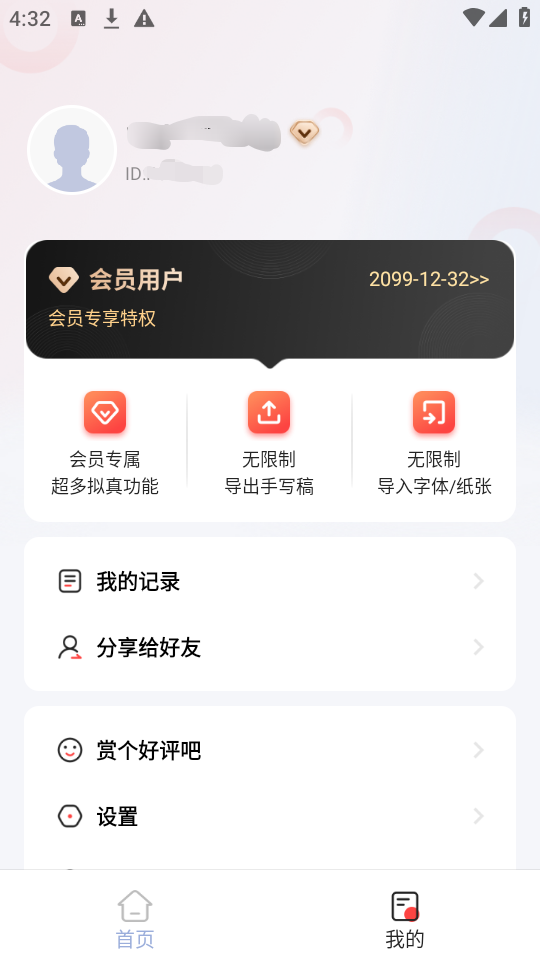 4:32
A
ID..
会员用户
2099-12-32>>
会员专享特权
会员专属
超多拟真功能
无限制
导出手写稿
无限制
导入字体/纸张
我的记录
分享给好友
赏个好评吧
设置
首页
我的